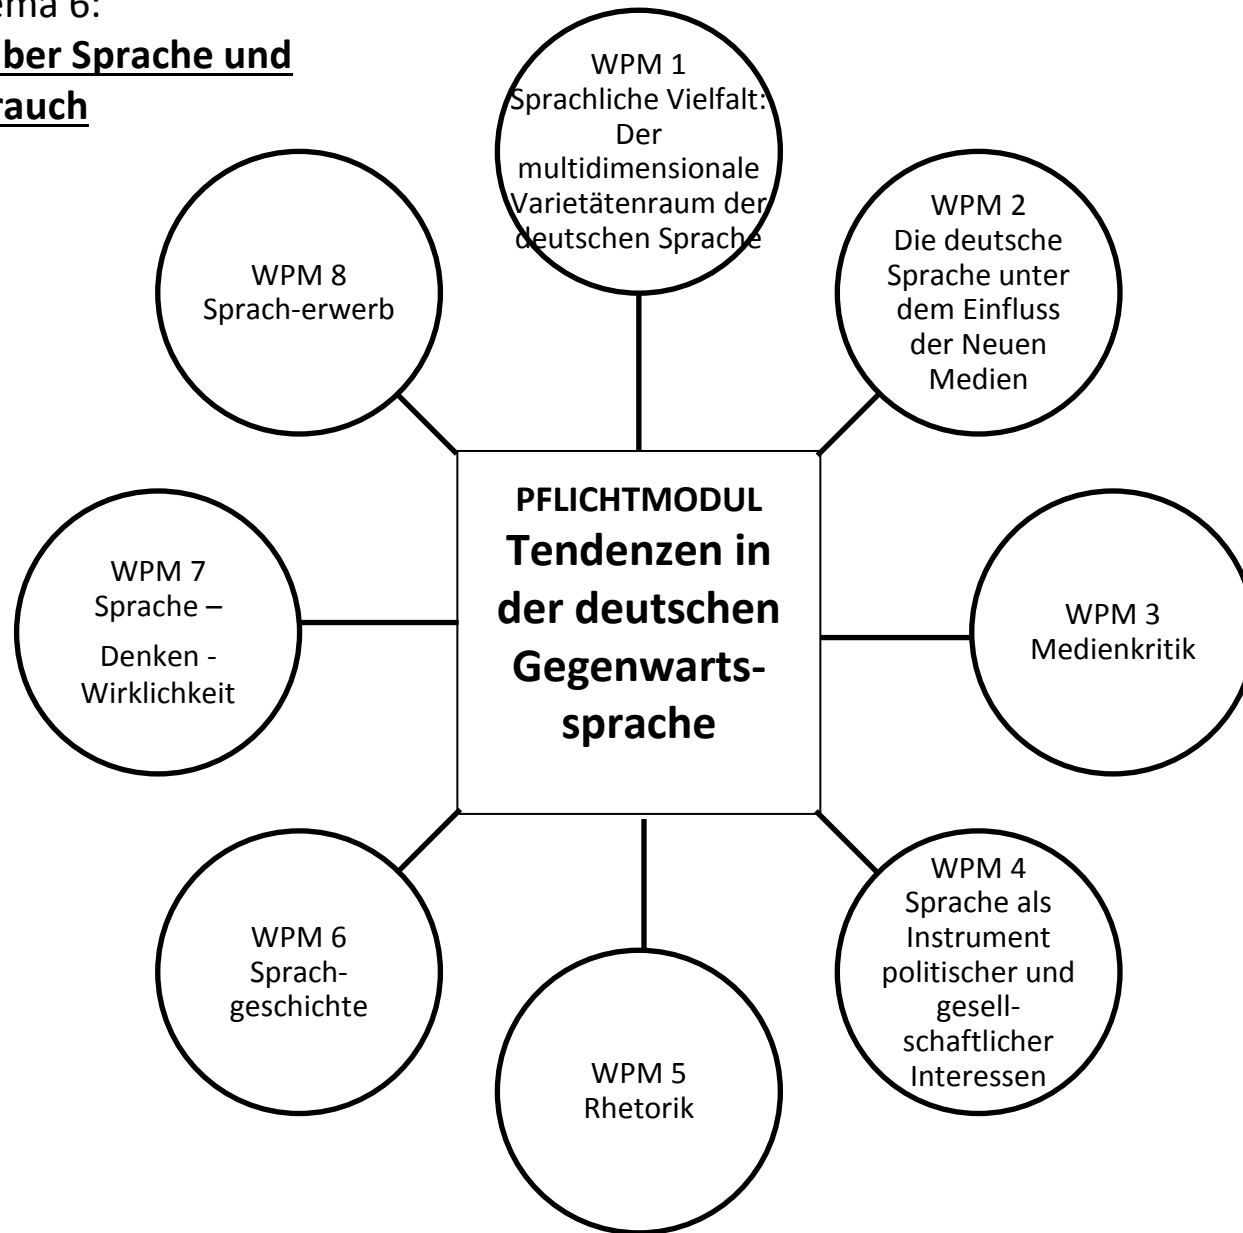 ema 6:
ber Sprache und
rauch
WPM 1
Sprachliche Vielfalt:
Der
multidimensionale
Varietätenraum der
deutschen Sprache
WPM 2
Die deutsche
Sprache unter
dem Einfluss
der Neuen
Medien
WPM 3
Medienkritik
WPM 4
Sprache als
Instrument
politischer und
gesell-
schaftlicher
Interessen
WPM 5
Rhetorik
WPM 6
Sprach-
geschichte
WPM 7
Sprache –
Denken -
Wirklichkeit
WPM 8
Sprach-erwerb
PFLICHTMODUL
Tendenzen in
der deutschen
Gegenwarts-
sprache